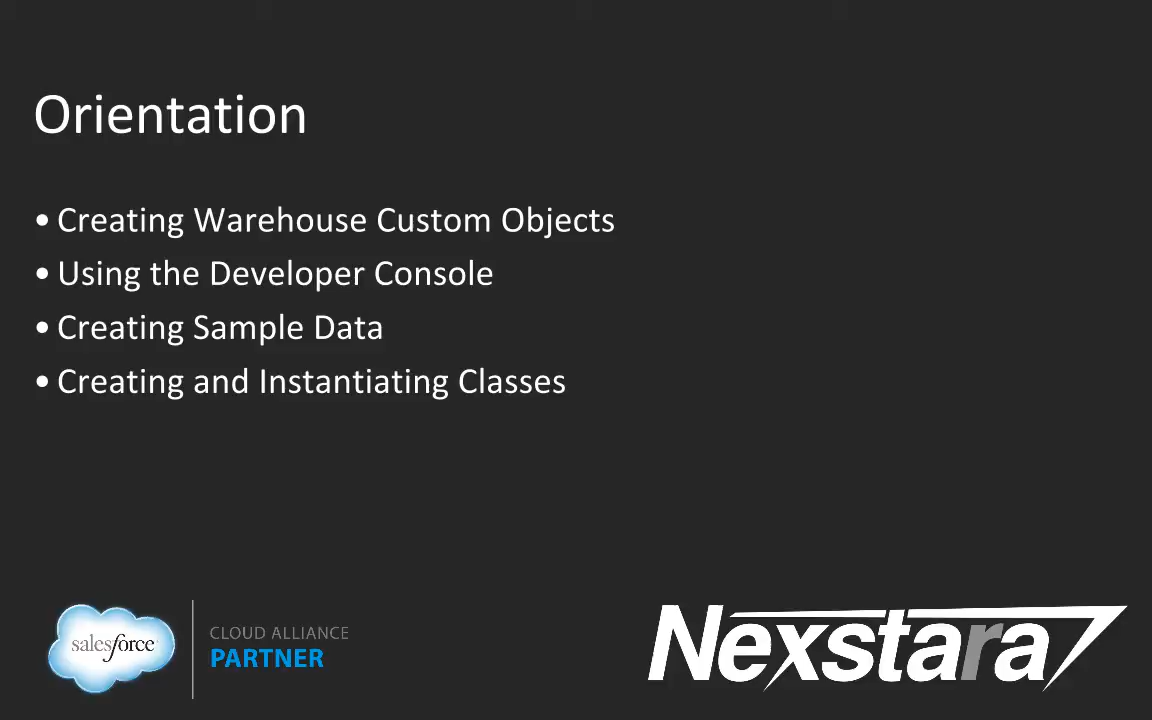 Orientation
• Creating Warehouse Custom Objects
• Using the Developer Console
• Creating Sample Data
• Creating and Instantiating Classes
salesforce
CLOUD ALLIANCE
PARTNER
Nexstara